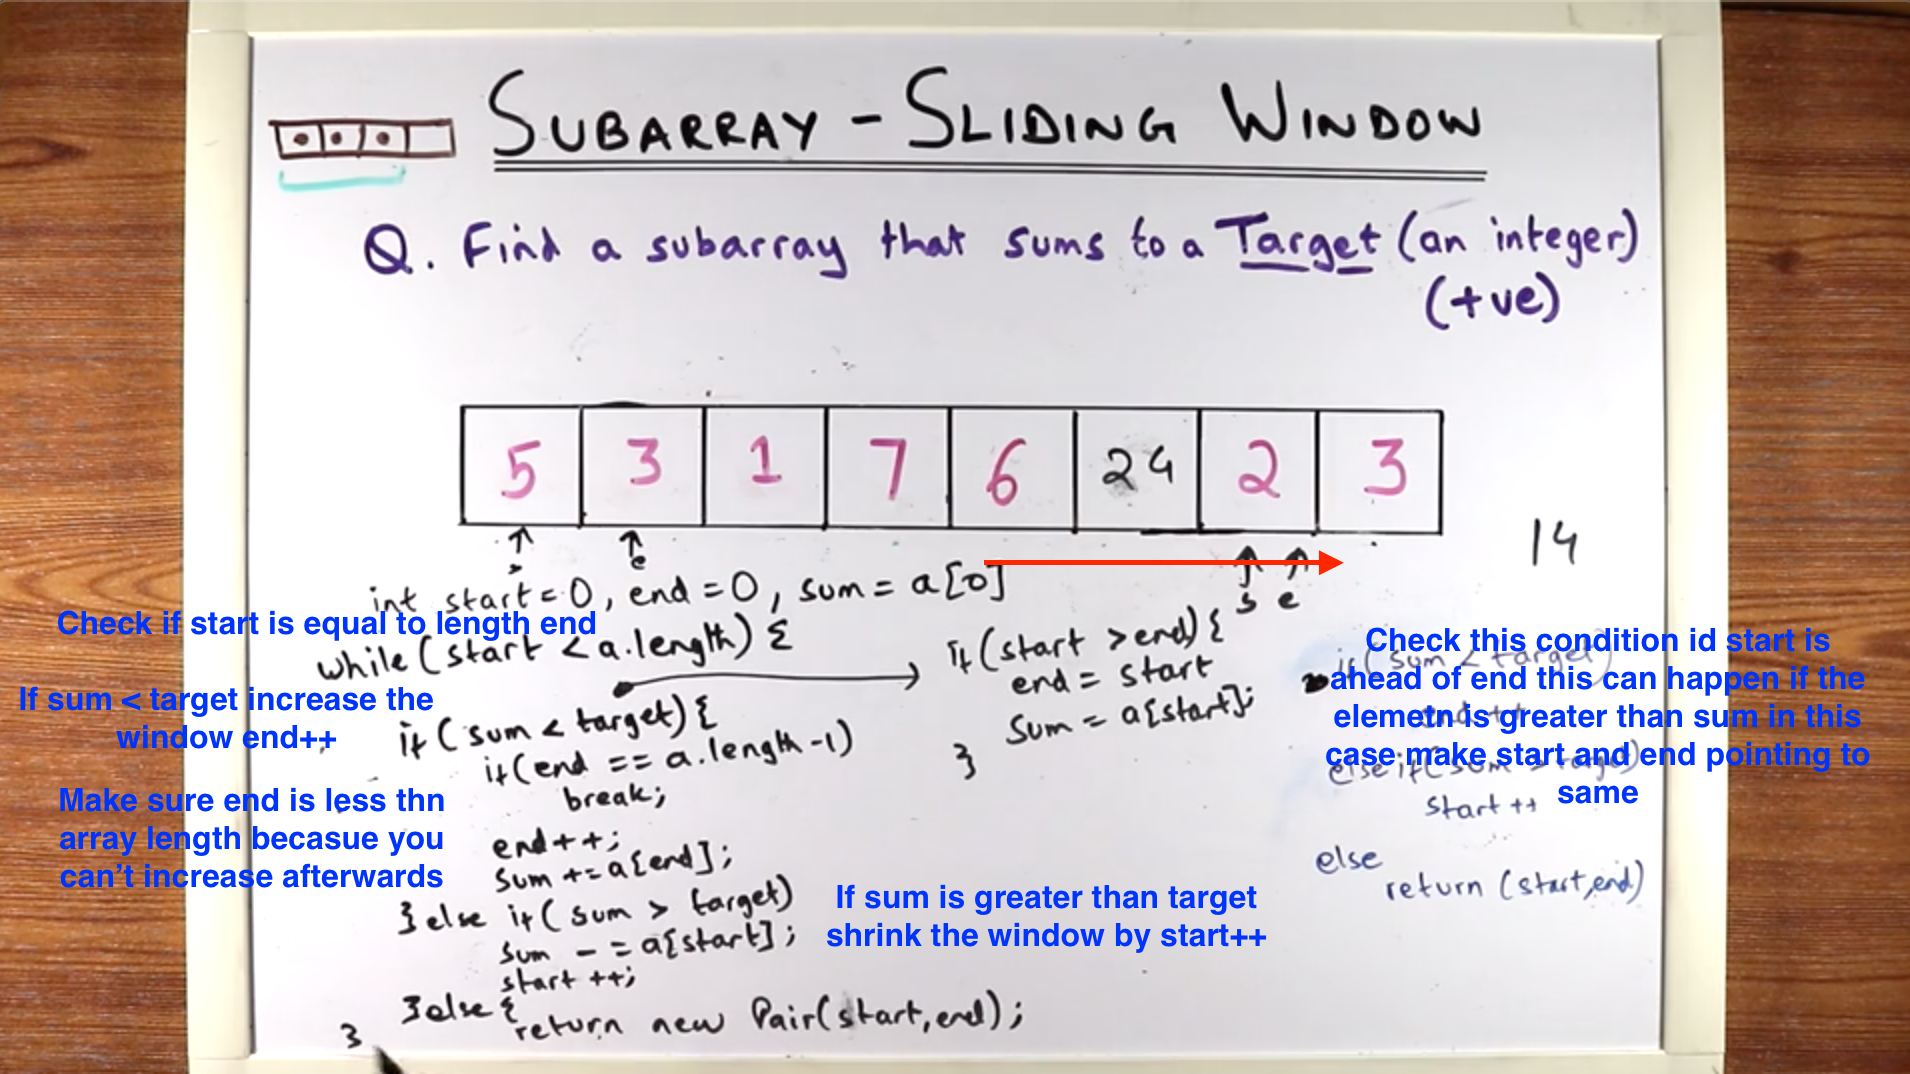 SUBARRAY - SLIDING WINDOW
Q. Find a subarray that sums to a Target (an integer)
(+ve)
5 3 1 7 6 24 2 3
14
e
s e
int start = 0, end = 0, sum = a[0]
Check if start is equal to length end
while (start < a.length) {
If sum < target increase the
window end++
if (sum < target) {
if (end == a.length -1)
break;
Make sure end is less thn
array length becasue you
can't increase afterwards
end++;
sum += a[end];
} else if ( sum > target)
sum -= a[start];
start ++;
} else {
return new Pair(start, end);
}
If sum is greater than target
shrink the window by start++
if (start > end) {
end = start
sum = a[start];
}
Check this condition id start is
ahead of end this can happen if the
elemetn is greater than sum in this
case make start and end pointing to
same
if (sum < target)
end ++
else if (sum > target)
start ++
else
return (start,end)